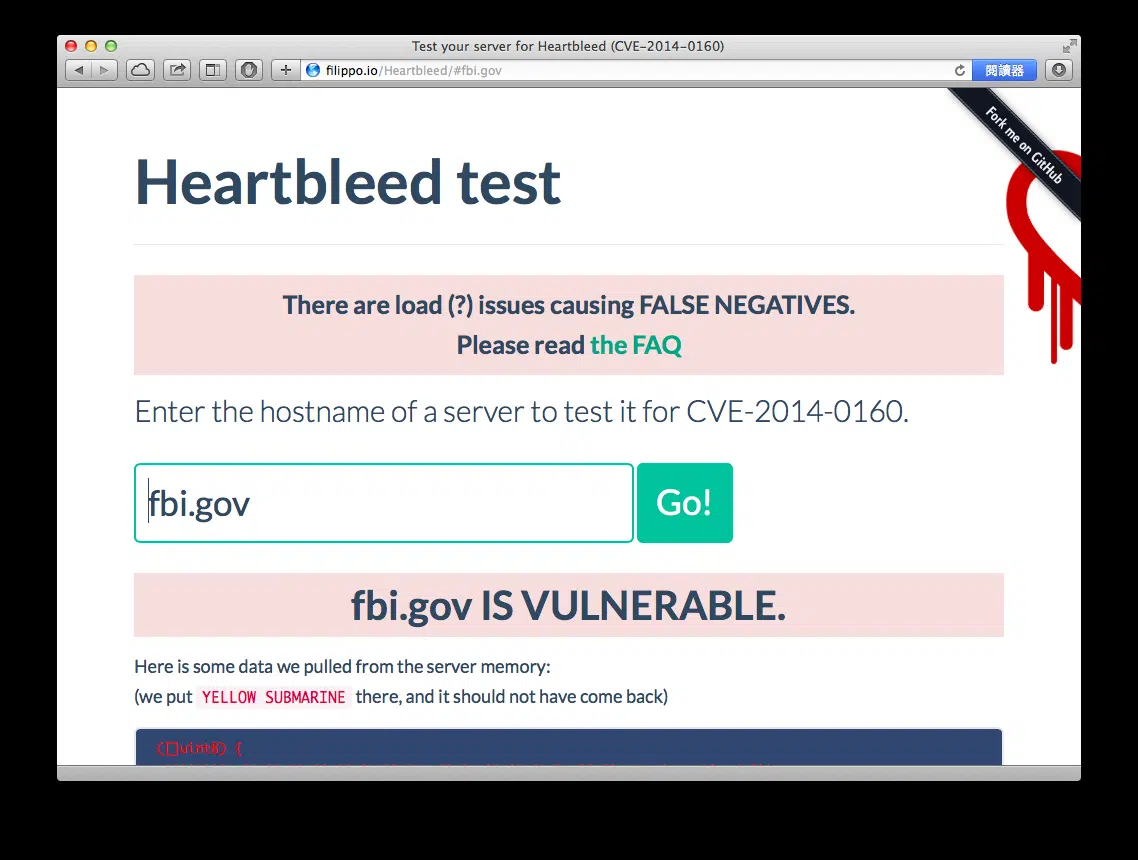 Test your server for Heartbleed (CVE-2014-0160)
filippo.io/Heartbleed/#fbi.gov
閱讀器
Fork me on GitHub
Heartbleed test
There are load (?) issues causing FALSE NEGATIVES.
Please read the FAQ
Enter the hostname of a server to test it for CVE-2014-0160.
fbi.gov
Go!
fbi.gov IS VULNERABLE.
Here is some data we pulled from the server memory:
(we put YELLOW SUBMARINE there, and it should not have come back)
([]uint8) {